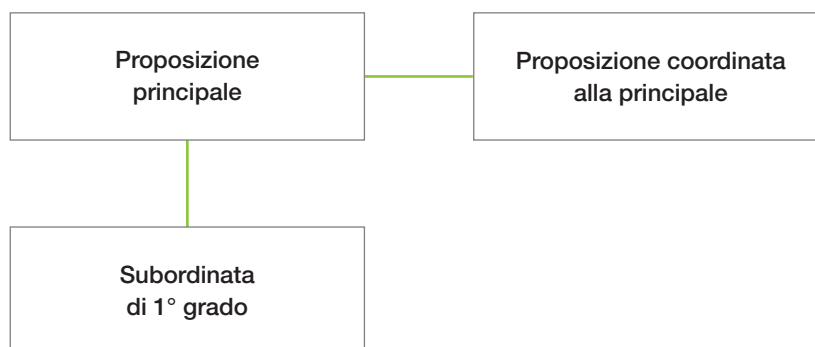 Proposizione
principale
Proposizione coordinata
alla principale
Subordinata
di 1° grado